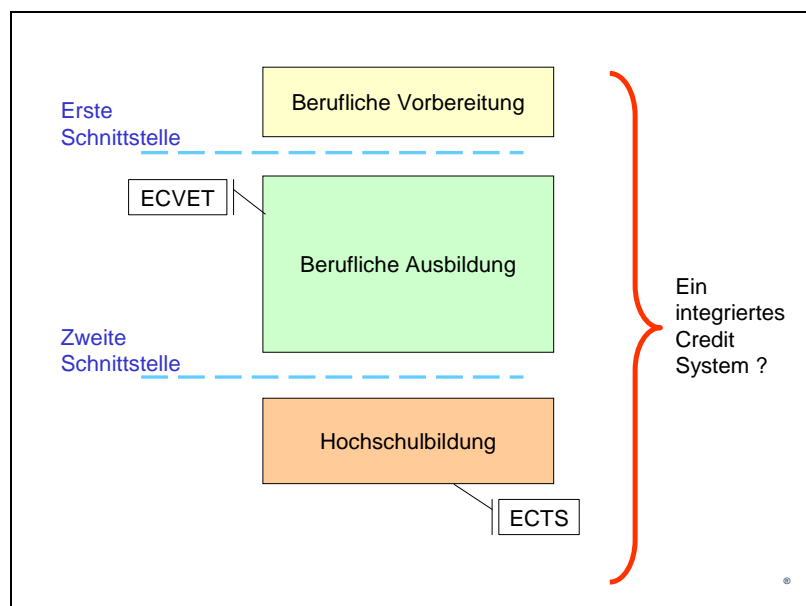 Berufliche Vorbereitung
Erste
Schnittstelle
ECVET
Berufliche Ausbildung
Zweite
Schnittstelle
Ein
integriertes
Credit
System ?
Hochschulbildung
ECTS
®